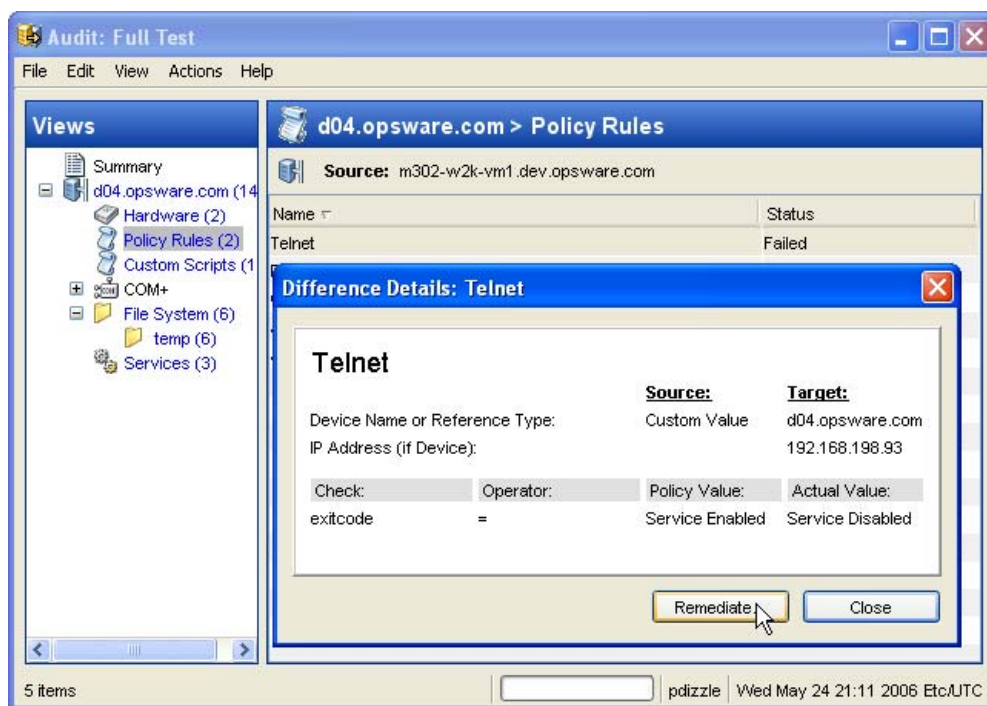 Audit: Full Test
File Edit View Actions Help
Views
Summary
d04.opsware.com (14
Hardware (2)
Policy Rules (2)
Custom Scripts (1
COM+
File System (6)
temp (6)
Services (3)
d04.opsware.com > Policy Rules
Source: m302-w2k-vm1.dev.opsware.com
Name Status
Telnet Failed
Difference Details: Telnet
Telnet
Source: Target:
Device Name or Reference Type: Custom Value d04.opsware.com
IP Address (if Device): 192.168.198.93
Check: Operator: Policy Value: Actual Value:
exitcode = Service Enabled Service Disabled
Remediate Close
5 items pdizzle Wed May 24 21:11 2006 Etc/UTC